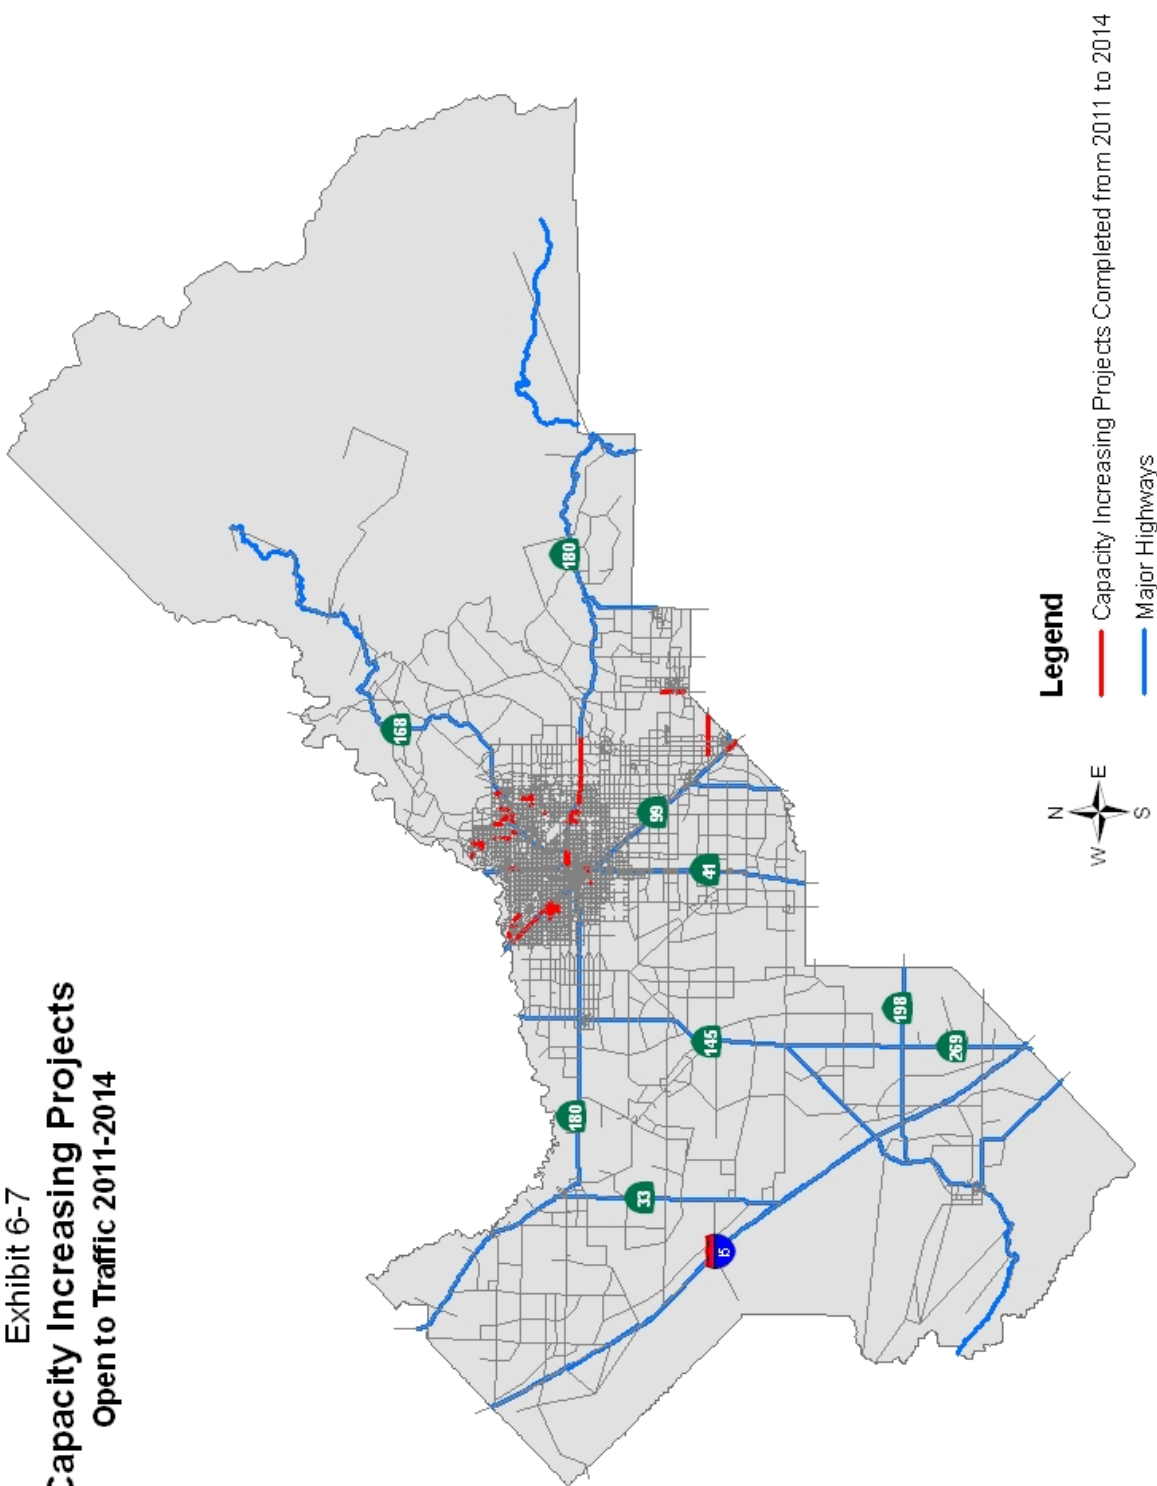 Exhibit 6-7
Capacity Increasing Projects
Open to Traffic 2011-2014
168
180
180
99
33
41
145
5
198
269
N
W
E
S
Legend
Capacity Increasing Projects Completed from 2011 to 2014
Major Highways